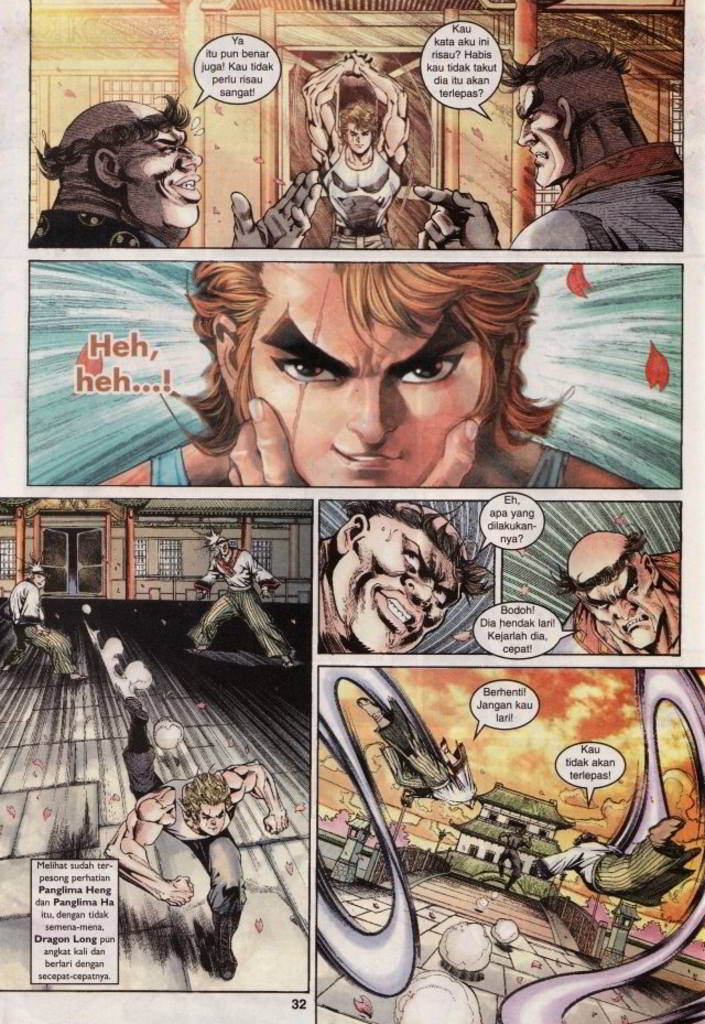 Ya
itu pun benar
juga! Kau tidak
perlu risau
sangat!
Kau
kata aku ini
risau? Habis
kau tidak takut
dia itu akan
terlepas?
Heh,
heh...!
Eh,
apa yang
dilakukan-
nya?
Bodoh!
Dia hendak lari!
Kejarlah dia,
cepat!
Melihat sudah ter-
pesong perhatian
Panglima Heng
dan Panglima Ha
itu, dengan tidak
semena-mena,
Dragon Long pun
angkat kali dan
berlari dengan
secepat-cepatnya.
Berhenti!
Jangan kau
lari!
Kau
tidak akan
terlepas!
32